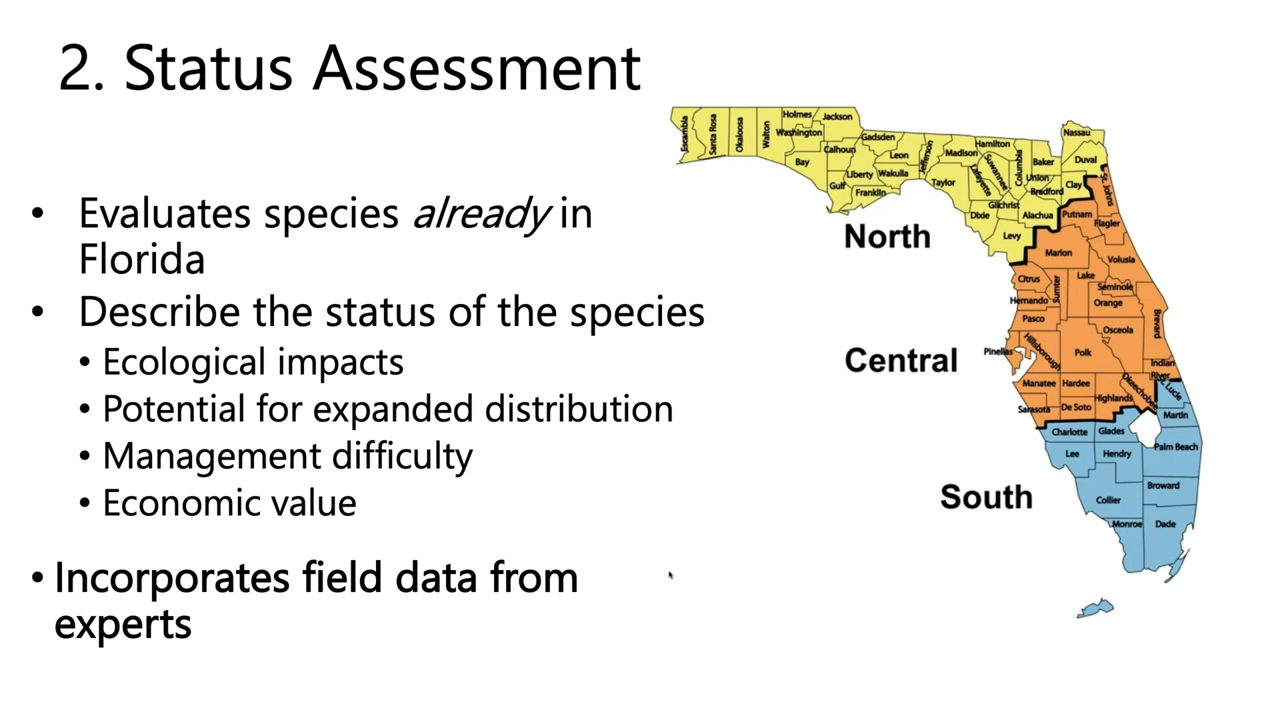 2. Status Assessment
• Evaluates species already in
Florida
• Describe the status of the species
• Ecological impacts
• Potential for expanded distribution
• Management difficulty
• Economic value
• Incorporates field data from
experts
Escambia
Santa Rosa
Okaloosa
Walton
Holmes
Washington
Jackson
Bay
Calhoun
Gulf
Gadsden
Liberty
Franklin
Leon
Wakulla
Jefferson
Madison
Taylor
Hamilton
Suwannee
Lafayette
Columbia
Dixie
Gilchrist
Levy
Baker
Union
Bradford
Alachua
Nassau
Duval
Clay
St. Johns
Putnam
Flagler
North
Marion
Volusia
Citrus
Sumter
Lake
Seminole
Hernando
Orange
Pasco
Brevard
Osceola
Pinellas
Hillsborough
Polk
Central
Indian
River
Manatee
Hardee
Highlands
Okeechobee
St. Lucie
Sarasota
De Soto
Martin
Charlotte
Glades
Lee
Hendry
Palm Beach
South
Collier
Broward
Monroe
Dade